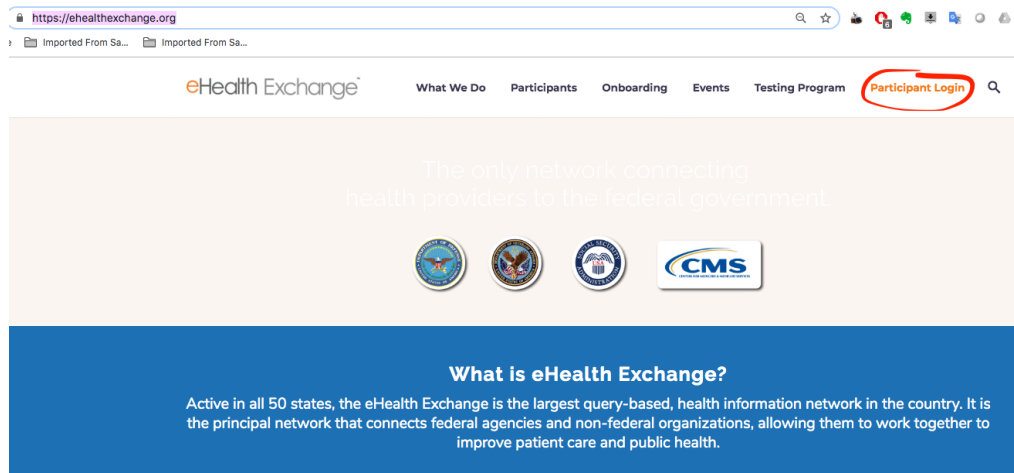 https://ehealthexchange.org
6
Imported From Sa... Imported From Sa...
eHealth Exchange™ What We Do Participants Onboarding Events Testing Program Participant Login
The only network connecting
health providers to the federal government.
CMS
What is eHealth Exchange?
Active in all 50 states, the eHealth Exchange is the largest query-based, health information network in the country. It is
the principal network that connects federal agencies and non-federal organizations, allowing them to work together to
improve patient care and public health.